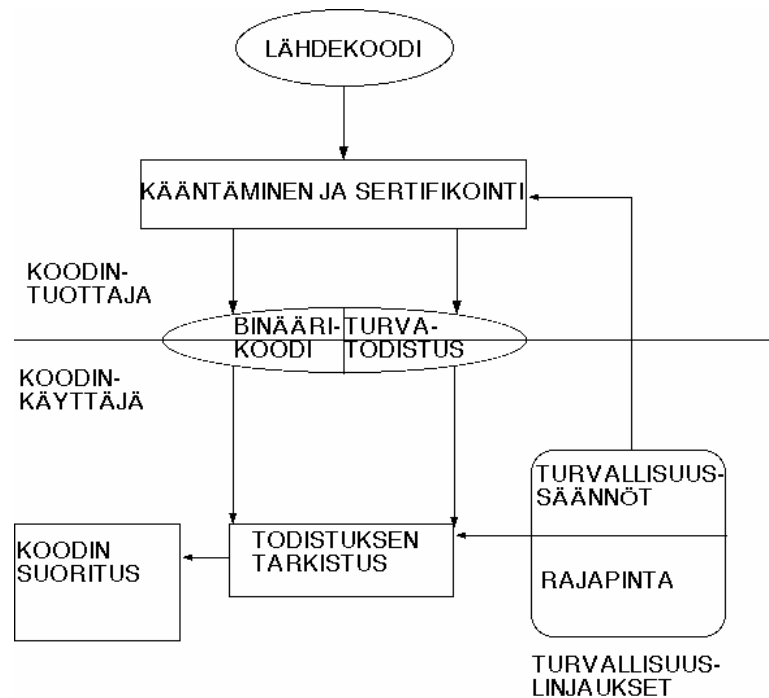 LÄHDEKOODI
KÄÄNTÄMINEN JA SERTIFIKOINTI
KOODIN-
TUOTTAJA
BINÄÄRI-
KOODI
TURVA-
TODISTUS
KOODIN-
KÄYTTÄJÄ
TURVALLISUUS-
SÄÄNNÖT
KOODIN
SUORITUS
TODISTUKSEN
TARKISTUS
RAJAPINTA
TURVALLISUUS-
LINJAUKSET